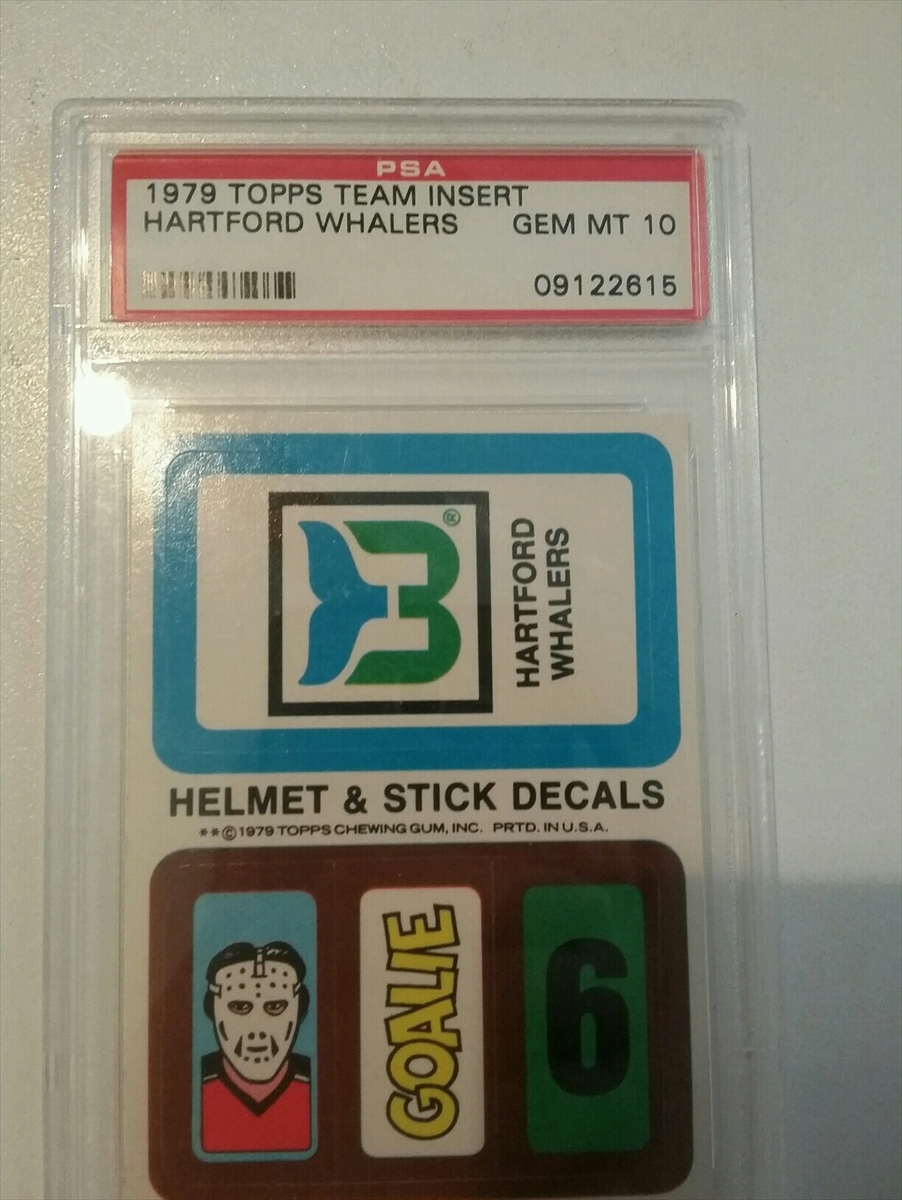 PSA
1979 TOPPS TEAM INSERT
HARTFORD WHALERS GEM MT 10
09122615
®
HARTFORD
WHALERS
HELMET & STICK DECALS
**©1979 TOPPS CHEWING GUM, INC. PRTD. IN U.S.A.
GOALIE
6